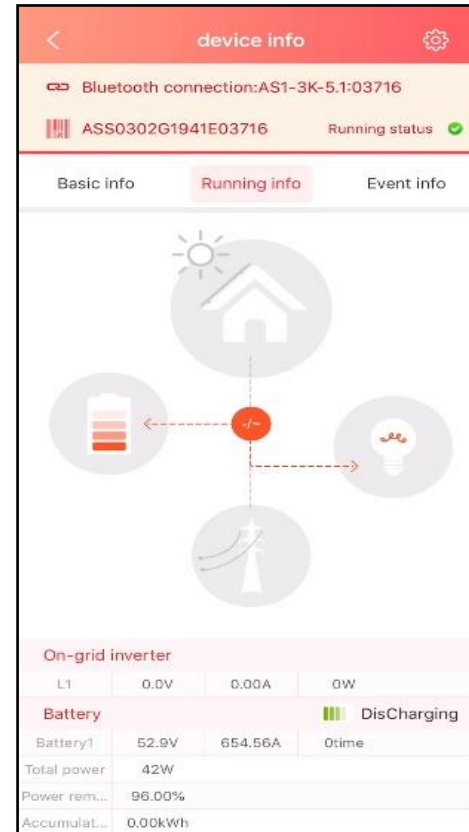 device info
Bluetooth connection:AS1-3K-5.1:03716
ASS0302G1941E03716 Running status
Basic info Running info Event info
-/~
On-grid inverter
L1 0.0V 0.00A 0W
Battery DisCharging
Battery1 52.9V 654.56A 0time
Total power 42W
Power rem... 96.00%
Accumulat... 0.00kWh